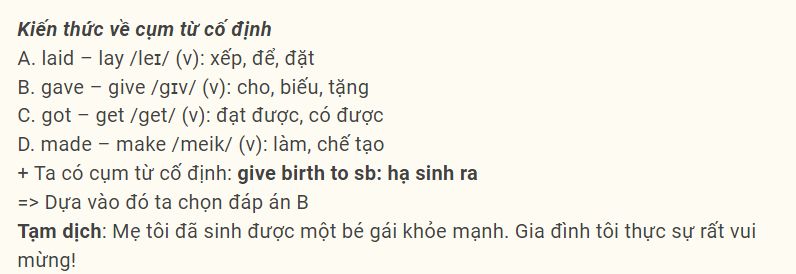 Kiến thức về cụm từ cố định
A. laid – lay /leɪ/ (v): xếp, để, đặt
B. gave – give /gɪv/ (v): cho, biếu, tặng
C. got – get /get/ (v): đạt được, có được
D. made – make /meik/ (v): làm, chế tạo
+ Ta có cụm từ cố định: give birth to sb: hạ sinh ra
=> Dựa vào đó ta chọn đáp án B
Tạm dịch: Mẹ tôi đã sinh được một bé gái khỏe mạnh. Gia đình tôi thực sự rất vui
mừng!